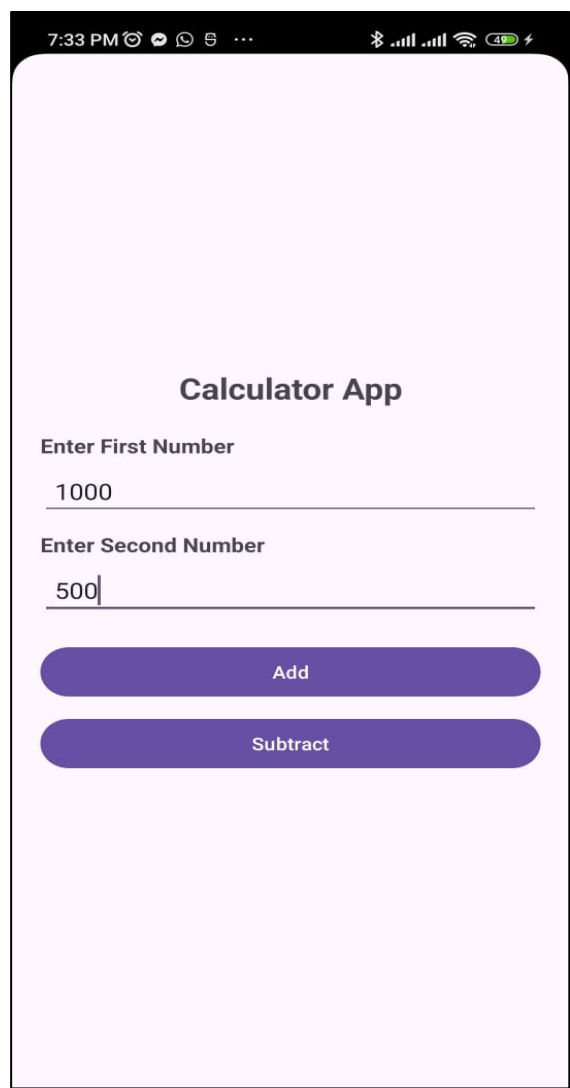 7:33 PM
49
Calculator App
Enter First Number
1000
Enter Second Number
500
Add
Subtract